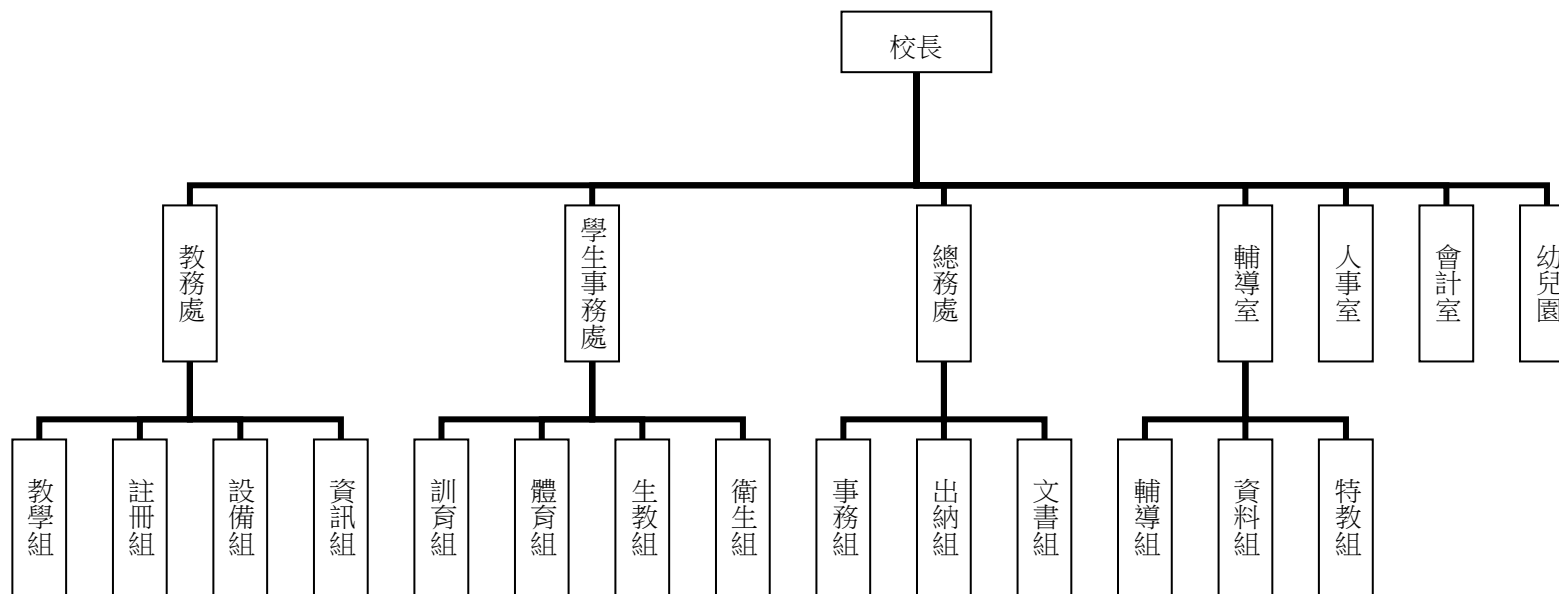 校長
教務處
學生事務處
總務處
輔導室
人事室
會計室
幼兒園
教學組
註冊組
設備組
資訊組
訓育組
體育組
生教組
衛生組
事務組
出納組
文書組
輔導組
資料組
特教組